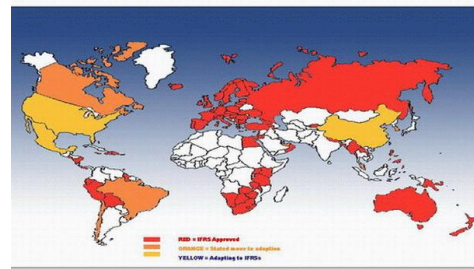 RED = IFRS Approved
ORANGE = Stated move to adoption
YELLOW = Adapting to IFRSs